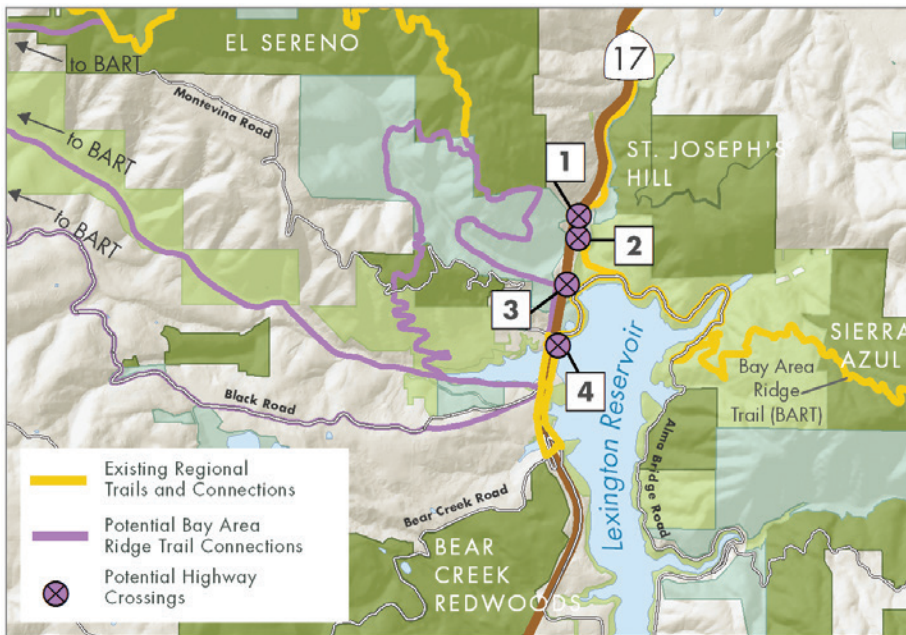 EL SERENO
17
to BART
Montevina Road
to BART
1
ST. JOSEPH'S
HILL
to BART
2
3
SIERRA
AZUL
4
Bay Area
Ridge
Trail (BART)
Lexington Reservoir
Black Road
Alma Bridge Road
Existing Regional
Trails and Connections
Bear Creek Road
Potential Bay Area
Ridge Trail Connections
BEAR
CREEK
REDWOODS
Potential Highway
Crossings